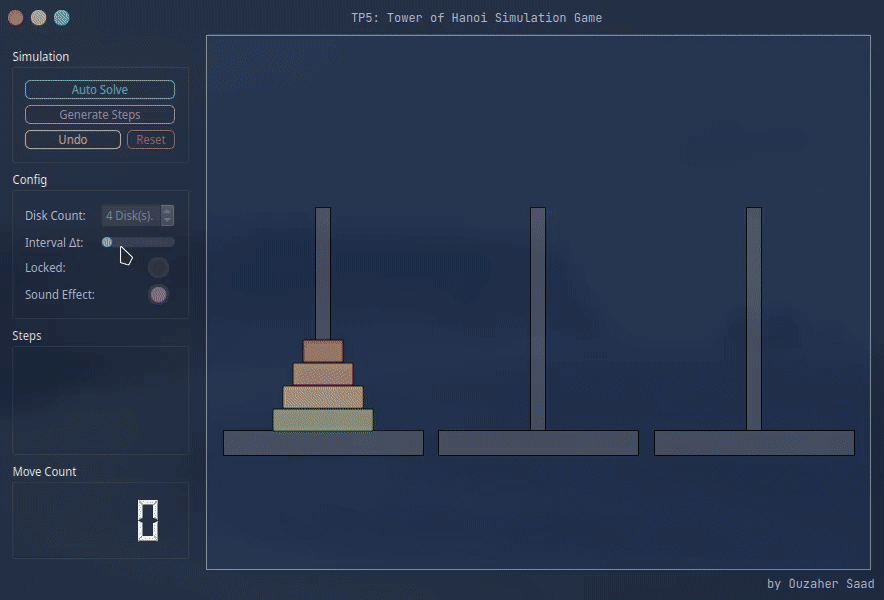 TP5: Tower of Hanoi Simulation Game
Simulation
Auto Solve
Generate Steps
Undo
Reset
Config
Disk Count: 4 Disk(s).
Interval Δt:
Locked:
Sound Effect:
Steps
Move Count
0
by Ouzaher Saad